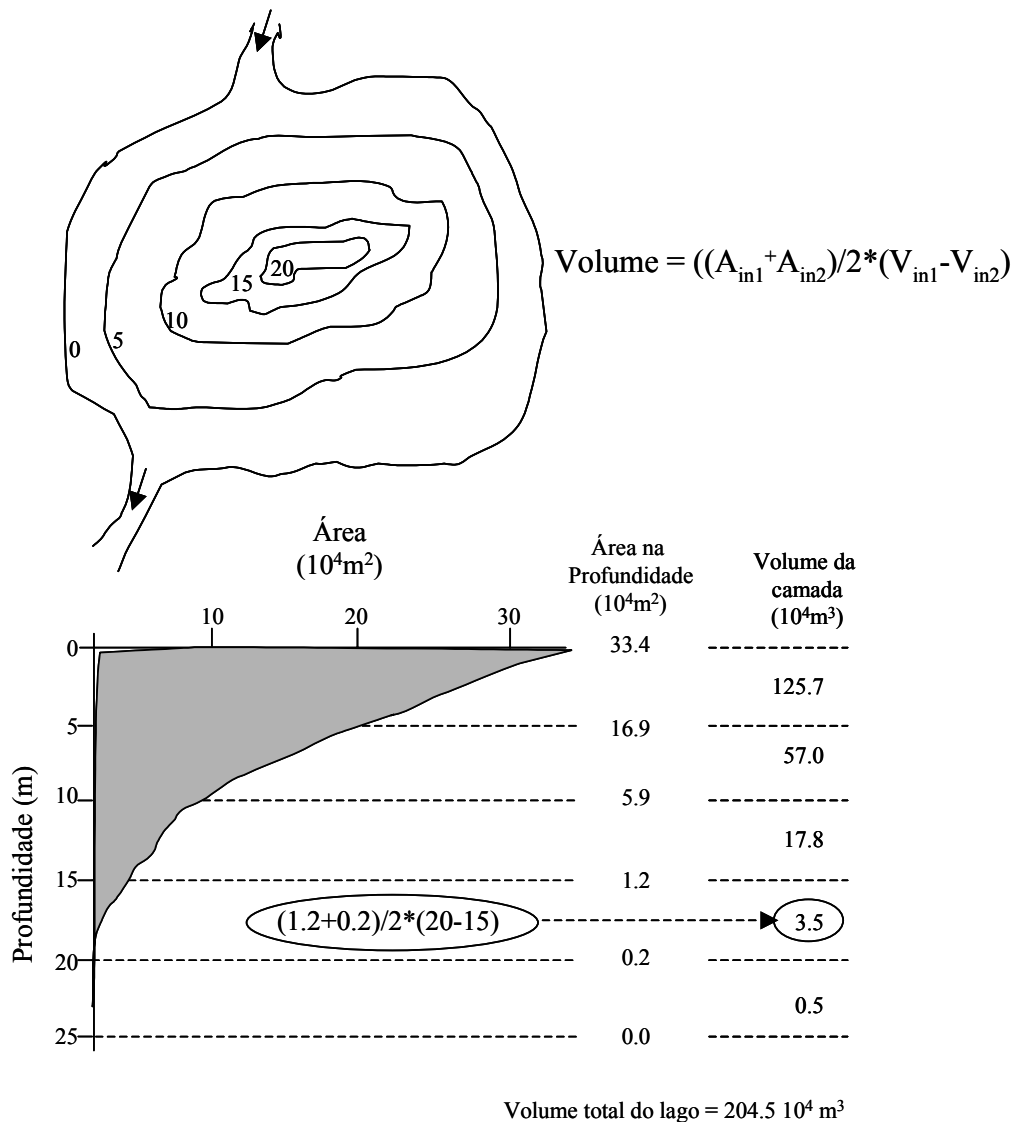 Volume = ((A_in1+A_in2)/2*(V_in1-V_in2)
20
15
10
5
0
Área
(10⁴m²)
10 20 30
Área na
Profundidade
(10⁴m²)
Volume da
camada
(10⁴m³)
Profundidade (m)
0
5
10
15
20
25
33.4
16.9
5.9
1.2
0.2
0.0
125.7
57.0
17.8
(1.2+0.2)/2*(20-15)
3.5
0.5
Volume total do lago = 204.5 10⁴ m³